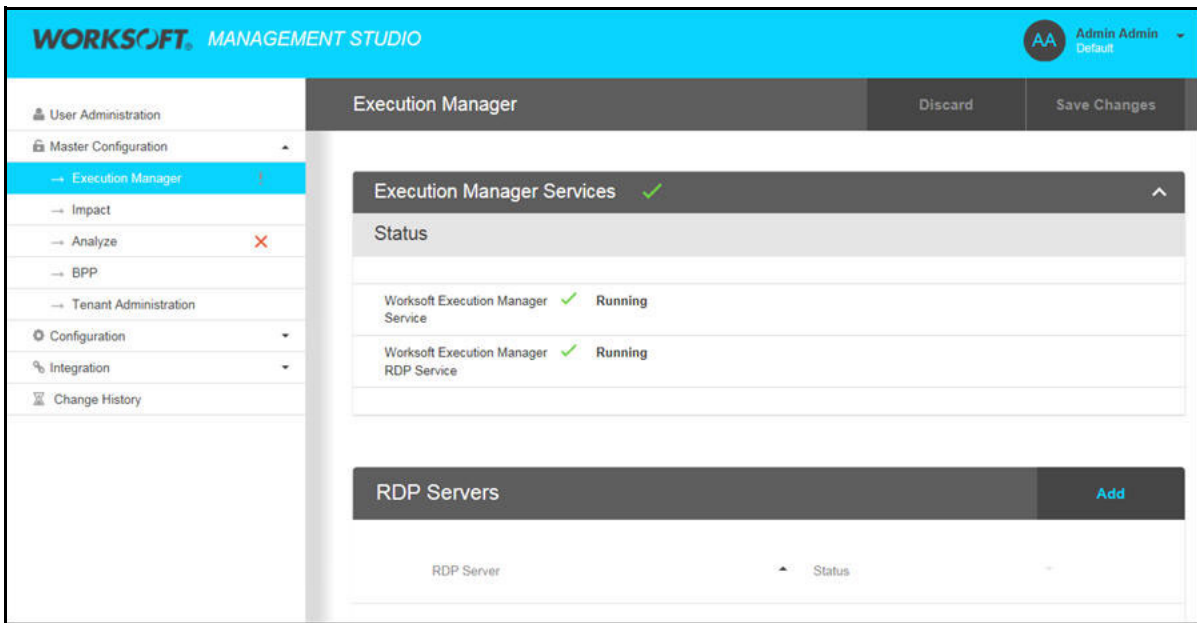 WORKSOFT® MANAGEMENT STUDIO
AA
Admin Admin
Default
User Administration
Master Configuration
→ Execution Manager !
→ Impact
→ Analyze
→ BPP
→ Tenant Administration
Configuration
Integration
Change History
Execution Manager
Discard
Save Changes
Execution Manager Services
Status
Worksoft Execution Manager
Service
Running
Worksoft Execution Manager
RDP Service
Running
RDP Servers
Add
RDP Server
Status